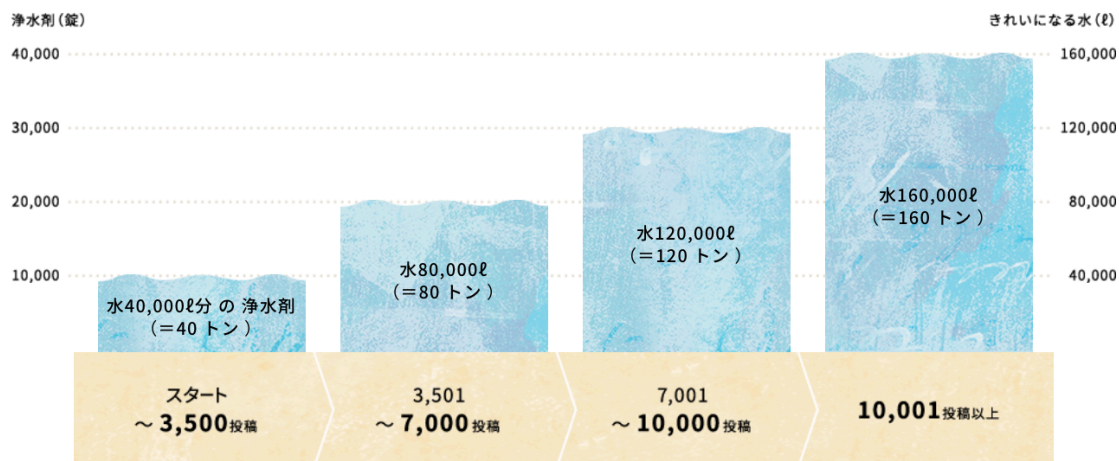 浄水剤(錠)
きれいになる水(ℓ)
40,000
160,000
30,000
120,000
20,000
80,000
10,000
40,000
水40,000ℓ分 の 浄水剤
(=40 トン )
水80,000ℓ
(=80 トン )
水120,000ℓ
(=120 トン )
水160,000ℓ
(=160 トン )
スタート
~ 3,500投稿
3,501
~ 7,000投稿
7,001
~ 10,000投稿
10,001投稿以上